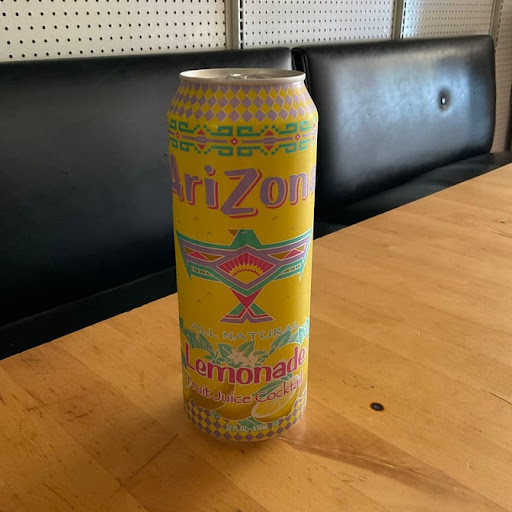 AriZona
ALL NATURAL
Lemonade
Fruit Juice Cocktail